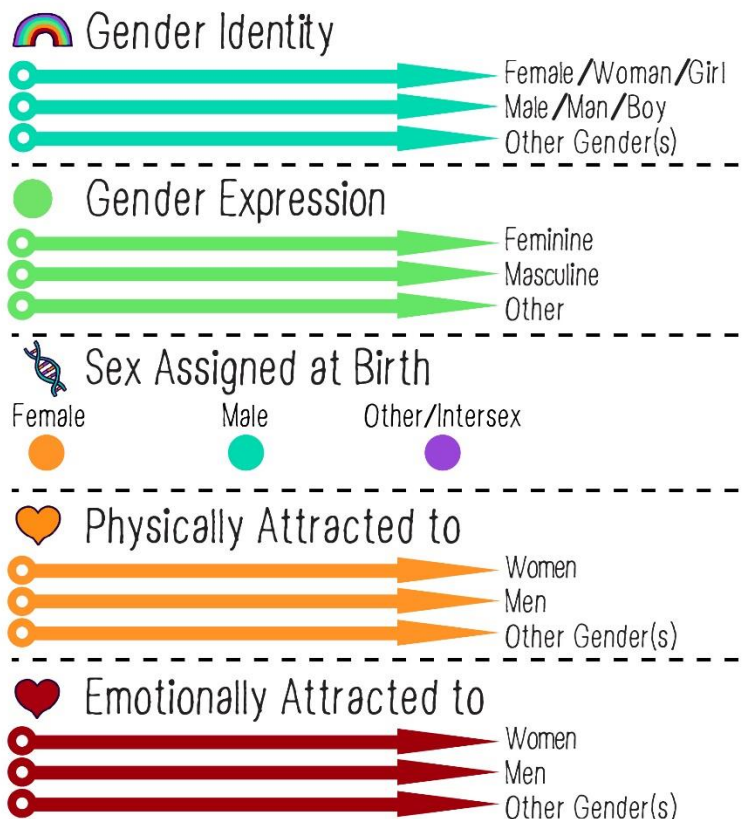 Gender Identity
Female/Woman/Girl
Male/Man/Boy
Other Gender(s)
Gender Expression
Feminine
Masculine
Other
Sex Assigned at Birth
Female Male Other/Intersex
Physically Attracted to
Women
Men
Other Gender(s)
Emotionally Attracted to
Women
Men
Other Gender(s)